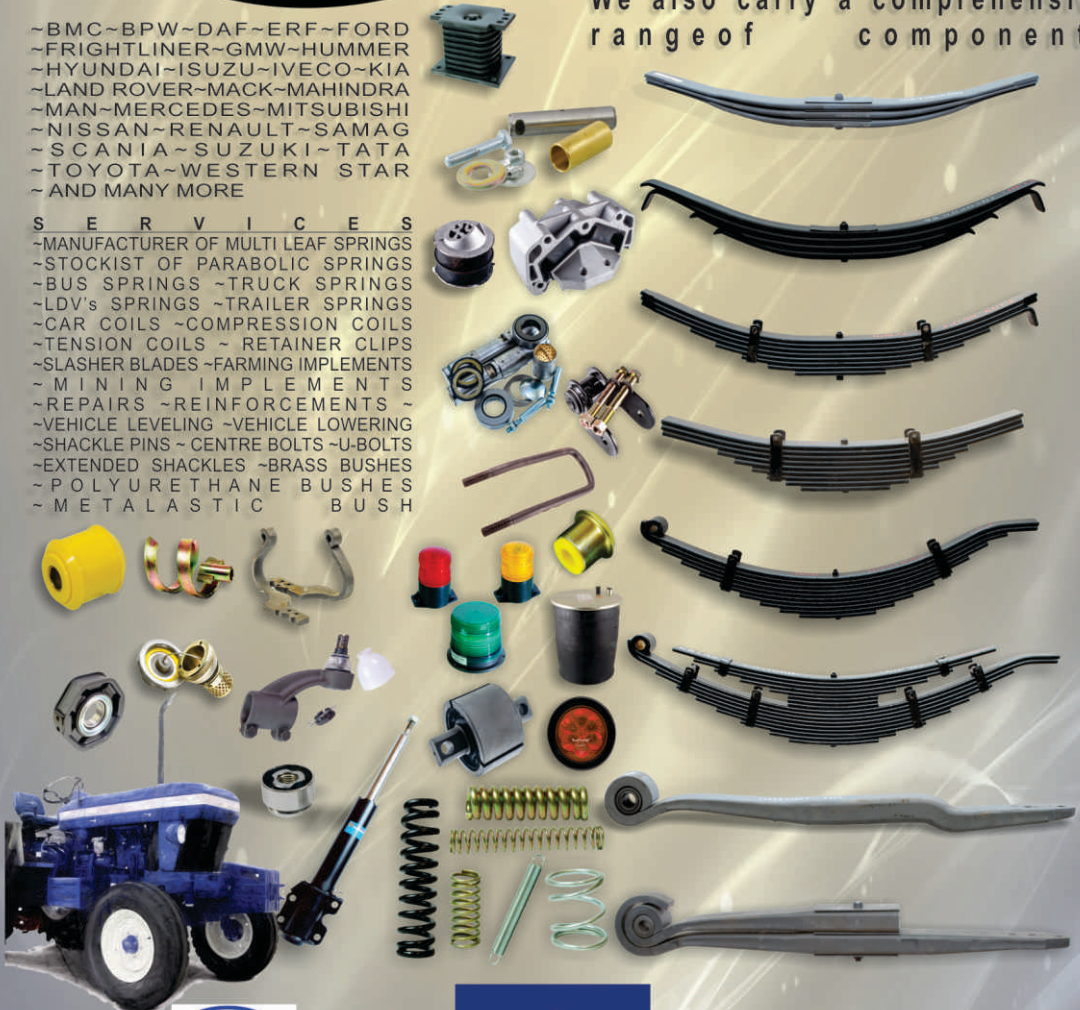 ~BMC~BPW~DAF~ERF~FORD
~FRIGHTLINER~GMW~HUMMER
~HYUNDAI~ISUZU~IVECO~KIA
~LAND ROVER~MACK~MAHINDRA
~MAN~MERCEDES~MITSUBISHI
~NISSAN~RENAULT~SAMAG
~SCANIA~SUZUKI~TATA
~TOYOTA~WESTERN STAR
~ AND MANY MORE
SERVICES
~MANUFACTURER OF MULTI LEAF SPRINGS
~STOCKIST OF PARABOLIC SPRINGS
~BUS SPRINGS ~TRUCK SPRINGS
~LDV's SPRINGS ~TRAILER SPRINGS
~CAR COILS ~COMPRESSION COILS
~TENSION COILS ~ RETAINER CLIPS
~SLASHER BLADES ~FARMING IMPLEMENTS
~MINING IMPLEMENTS
~REPAIRS ~REINFORCEMENTS ~
~VEHICLE LEVELING ~VEHICLE LOWERING
~SHACKLE PINS ~ CENTRE BOLTS ~U-BOLTS
~EXTENDED SHACKLES ~BRASS BUSHES
~POLYURETHANE BUSHES
~METALASTIC BUSH
We also carry a comprehensi
rangeof component